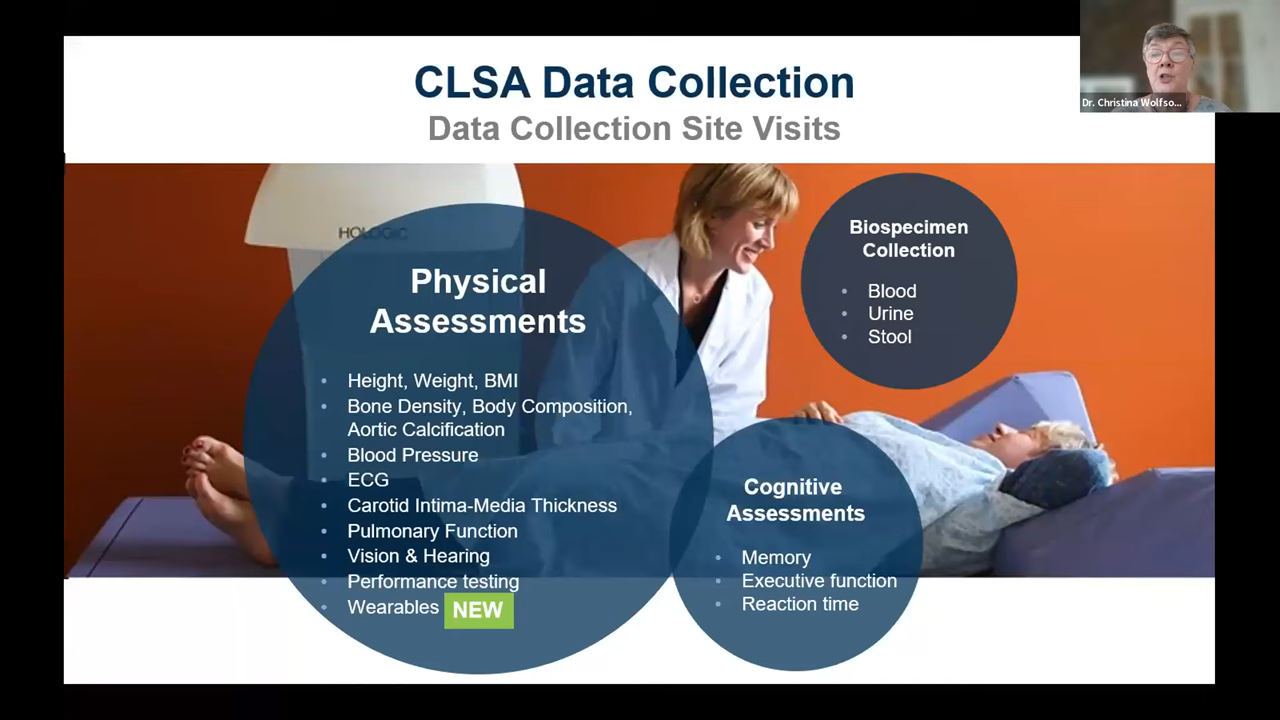 CLSA Data Collection
Data Collection Site Visits
Dr. Christina Wolfso...
HOLOGIC
Physical
Assessments
• Height, Weight, BMI
• Bone Density, Body Composition,
Aortic Calcification
• Blood Pressure
• ECG
• Carotid Intima-Media Thickness
• Pulmonary Function
• Vision & Hearing
• Performance testing
• Wearables NEW
Biospecimen
Collection
• Blood
• Urine
• Stool
Cognitive
Assessments
• Memory
• Executive function
• Reaction time